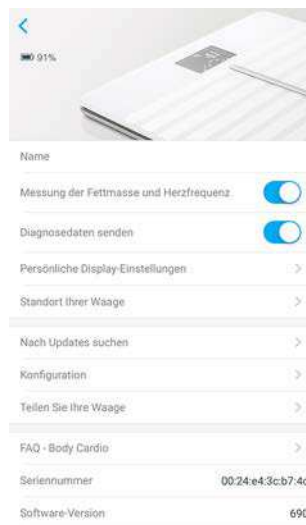 91%
Name
Messung der Fettmasse und Herzfrequenz
Diagnosedaten senden
Persönliche Display-Einstellungen
Standort Ihrer Waage
Nach Updates suchen
Konfiguration
Teilen Sie Ihre Waage
FAQ - Body Cardio
Seriennummer 00:24:e4:3c:b7:4c
Software-Version 690